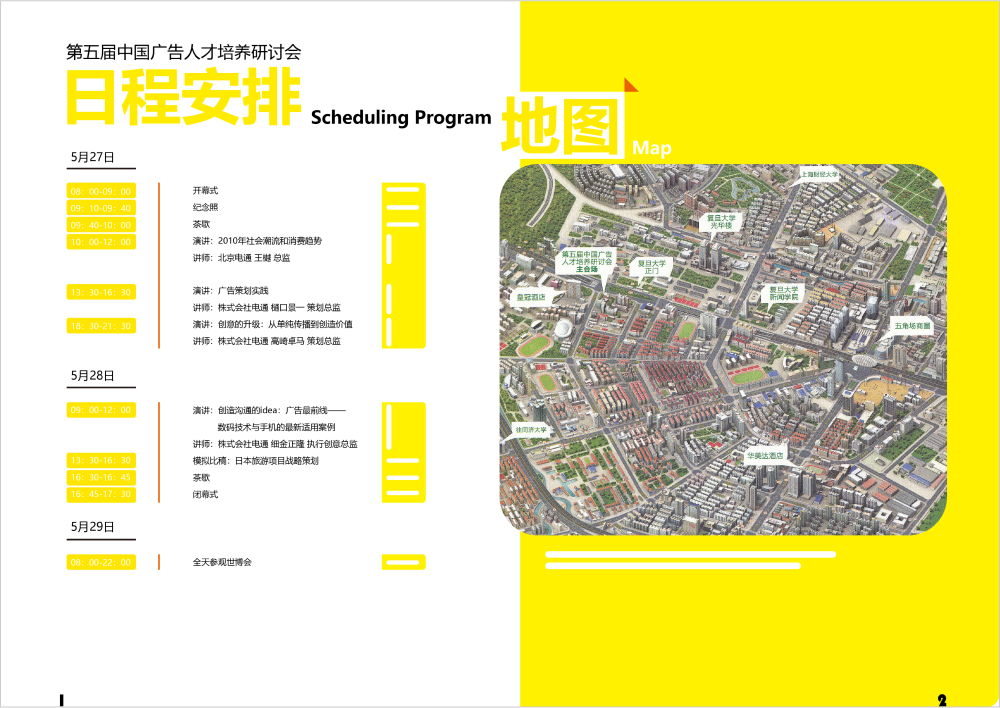 第五届中国广告人才培养研讨会
日程安排 Scheduling Program
5月27日
08：00-09：00 开幕式
09：10-09：40 纪念照
09：40-10：00 茶歇
10：00-12：00 演讲：2010年社会潮流和消费趋势
讲师：北京电通 王樾 总监
13：30-16：30 演讲：广告策划实践
讲师：株式会社电通 樋口景一 策划总监
18：30-21：30 演讲：创意的升级：从单纯传播到创造价值
讲师：株式会社电通 高崎卓马 策划总监
5月28日
09：00-12：00 演讲：创造沟通的idea：广告最前线——
数码技术与手机的最新适用案例
讲师：株式会社电通 细金正隆 执行创意总监
13：30-16：30 模拟比稿：日本旅游项目战略策划
16：30-16：45 茶歇
16：45-17：30 闭幕式
5月29日
08：00-22：00 全天参观世博会
1
地图 Map
上海财经大学
复旦大学
光华楼
第五届中国广告
人才培养研讨会
主会场
复旦大学
正门
皇冠酒店
复旦大学
新闻学院
五角场商圈
往同济大学
华美达酒店
2